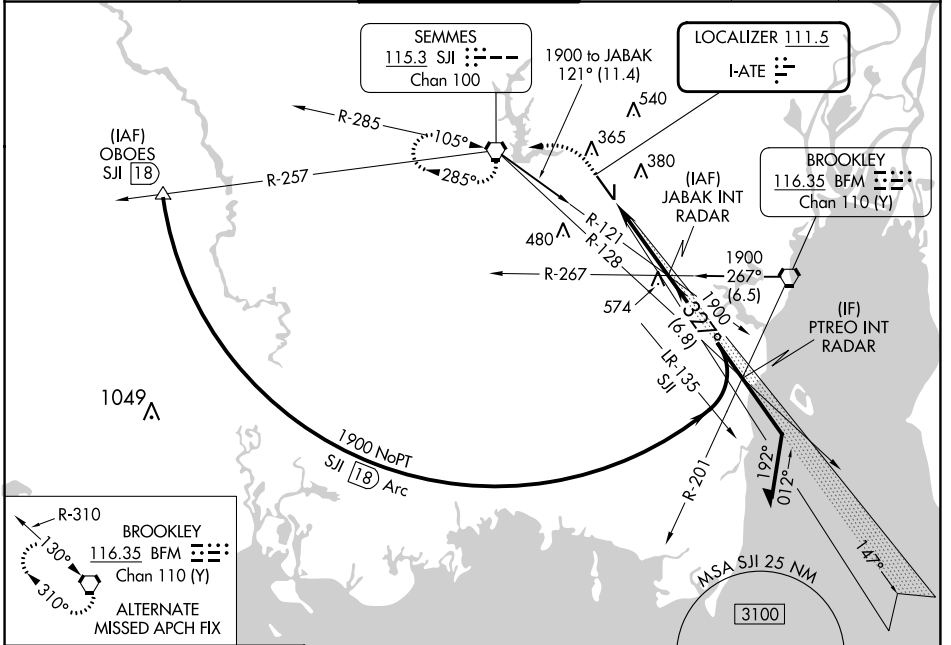 SEMMES
115.3 SJI
Chan 100
1900 to JABAK
121° (11.4)
LOCALIZER 111.5
I-ATE
540
365
380
R-285
105°
285°
(IAF)
OBOES
SJI 18
R-257
BROOKLEY
116.35 BFM
Chan 110 (Y)
(IAF)
JABAK INT
RADAR
R-121
R-128
480
R-267
1900
267°
(6.5)
574
1900
327°
(6.8)
(IF)
PTREO INT
RADAR
LR-135
SJI
1049
1900 NoPT
SJI 18 Arc
R-201
192°
012°
147°
R-310
130°
310°
BROOKLEY
116.35 BFM
Chan 110 (Y)
ALTERNATE
MISSED APCH FIX
MSA SJI 25 NM
3100